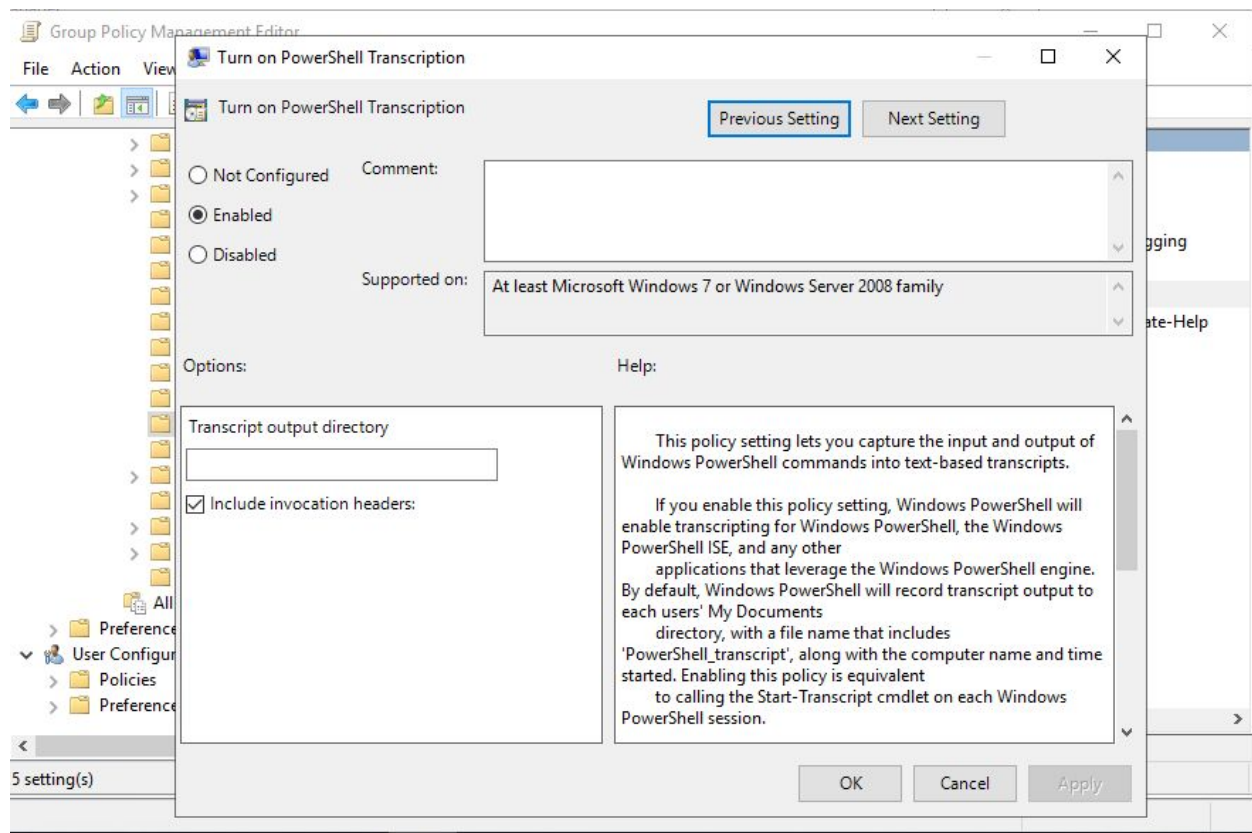 Group Policy Management Editor
File Action View
Turn on PowerShell Transcription
Turn on PowerShell Transcription
Previous Setting
Next Setting
Not Configured
Enabled
Disabled
Comment:
Supported on:
At least Microsoft Windows 7 or Windows Server 2008 family
Options:
Help:
Transcript output directory
Include invocation headers:
This policy setting lets you capture the input and output of
Windows PowerShell commands into text-based transcripts.
If you enable this policy setting, Windows PowerShell will
enable transcripting for Windows PowerShell, the Windows
PowerShell ISE, and any other
applications that leverage the Windows PowerShell engine.
By default, Windows PowerShell will record transcript output to
each users' My Documents
directory, with a file name that includes
'PowerShell_transcript', along with the computer name and time
started. Enabling this policy is equivalent
to calling the Start-Transcript cmdlet on each Windows
PowerShell session.
OK
Cancel
Apply
gging
ate-Help
All
Preference
User Configur
Policies
Preference
5 setting(s)